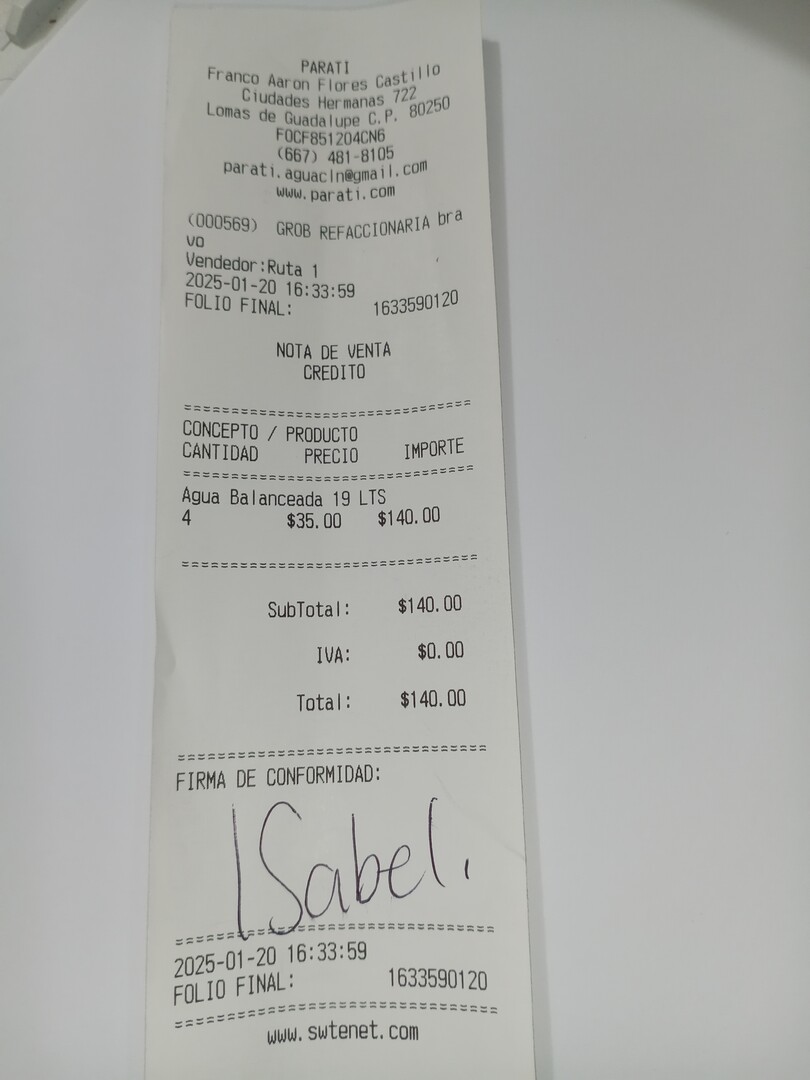 PARATI
Franco Aaron Flores Castillo
Ciudades Hermanas 722
Lomas de Guadalupe C.P. 80250
FOCF851204CN6
(667) 481-8105
parati.aguacln@gmail.com
www.parati.com
(000569) GROB REFACCIONARIA bra
vo
Vendedor:Ruta 1
2025-01-20 16:33:59
FOLIO FINAL: 1633590120
NOTA DE VENTA
CREDITO
==============================
CONCEPTO / PRODUCTO
CANTIDAD PRECIO IMPORTE
==============================
Agua Balanceada 19 LTS
4 $35.00 $140.00
==============================
SubTotal: $140.00
IVA: $0.00
Total: $140.00
==============================
FIRMA DE CONFORMIDAD:
ISabel.
==============================
2025-01-20 16:33:59
FOLIO FINAL: 1633590120
==============================
www.swtenet.com